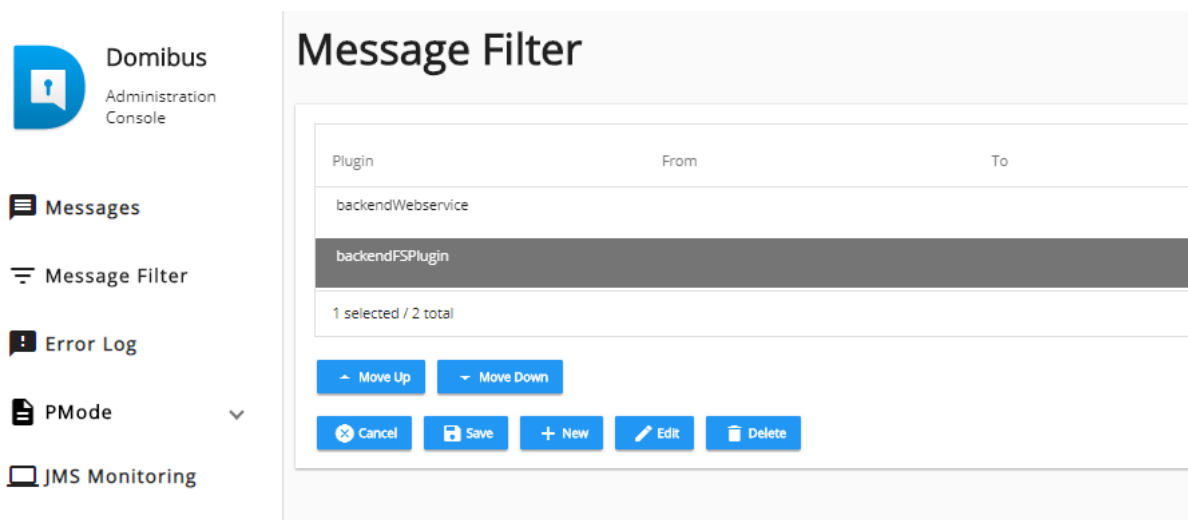 Domibus
Administration
Console
Messages
Message Filter
Error Log
PMode
JMS Monitoring
Message Filter
Plugin From To
backendWebservice
backendFSPlugin
1 selected / 2 total
Move Up Move Down
Cancel Save New Edit Delete